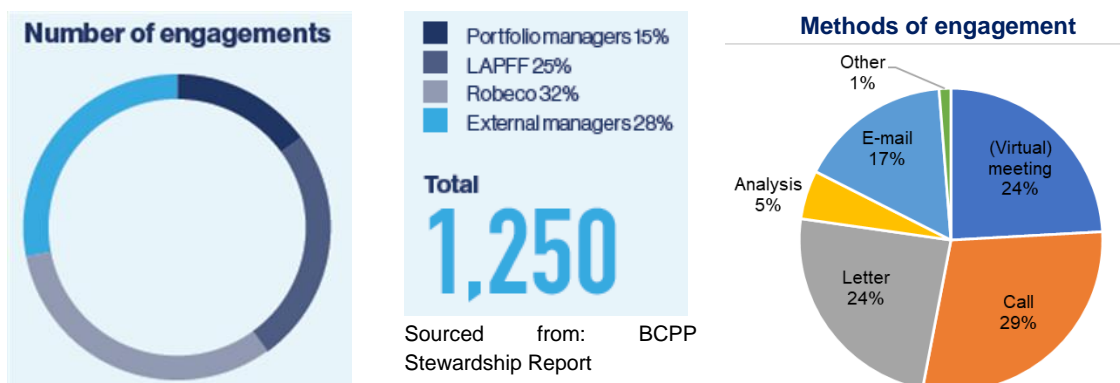 Number of engagements
Portfolio managers 15%
LAPFF 25%
Robeco 32%
External managers 28%
Total
1,250
Sourced from: BCPP
Stewardship Report
Methods of engagement
Other
1%
E-mail
17%
(Virtual)
meeting
24%
Analysis
5%
Letter
24%
Call
29%